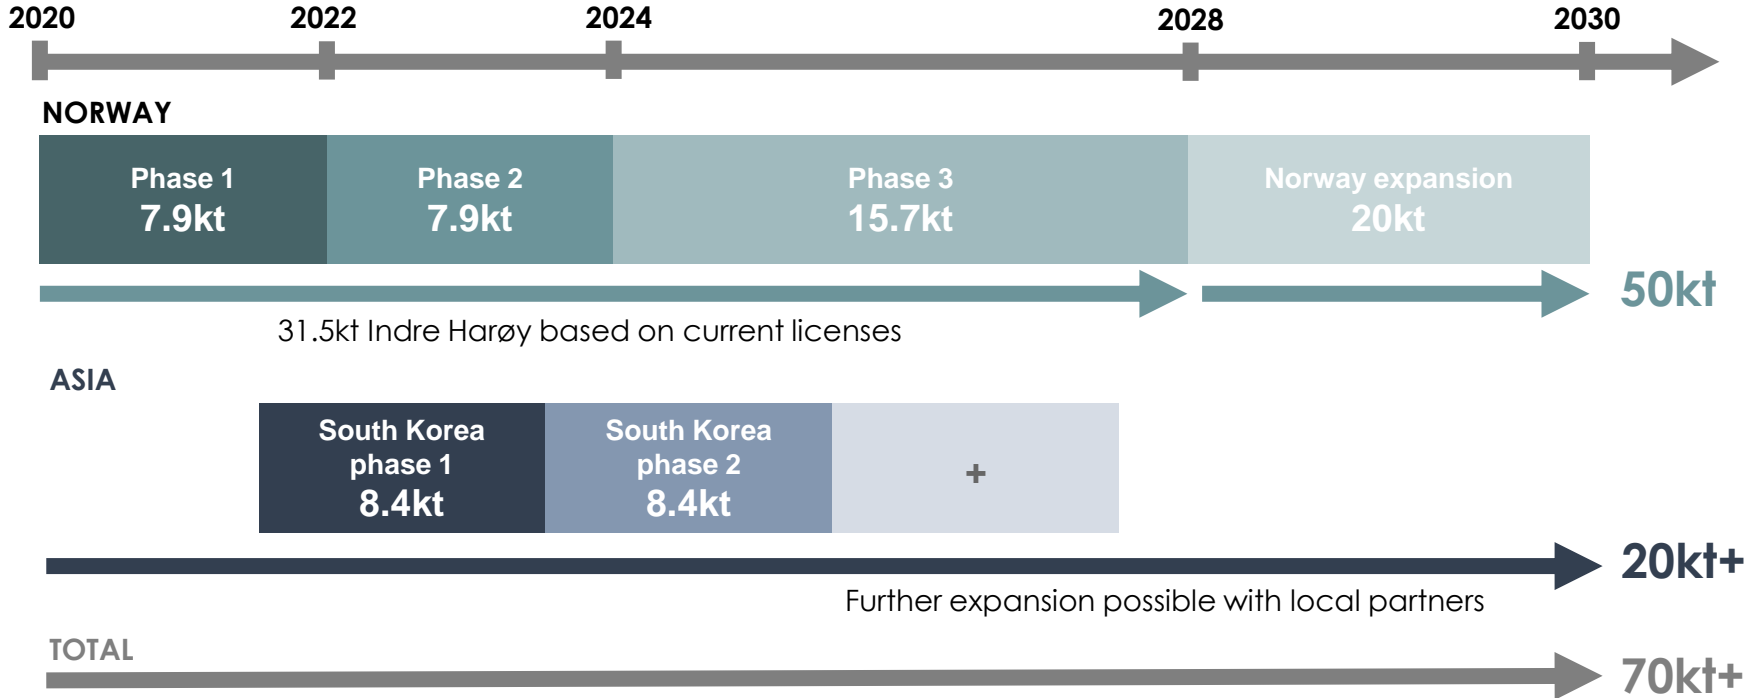 2020 2022 2024 2028 2030
NORWAY
Phase 1
7.9kt
Phase 2
7.9kt
Phase 3
15.7kt
Norway expansion
20kt
50kt
31.5kt Indre Harøy based on current licenses
ASIA
South Korea
phase 1
8.4kt
South Korea
phase 2
8.4kt
+
20kt+
Further expansion possible with local partners
TOTAL
70kt+